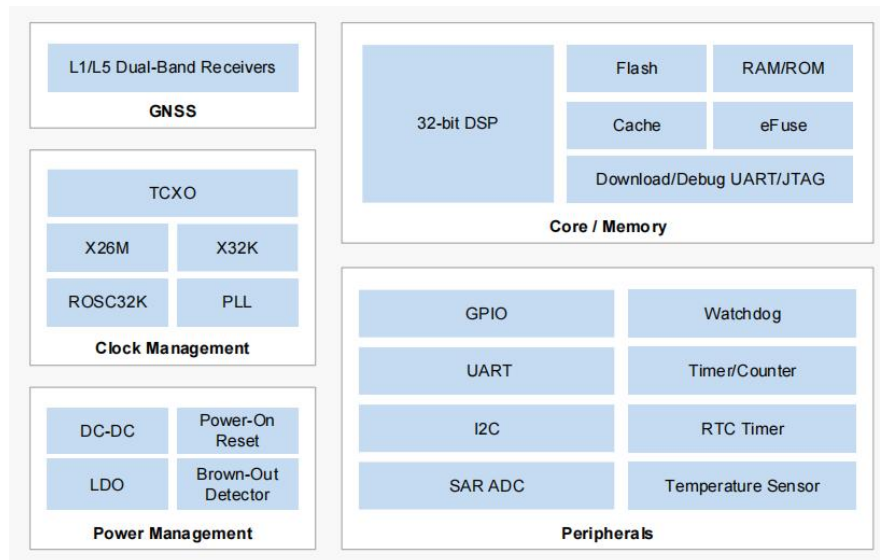 L1/L5 Dual-Band Receivers
GNSS
TCXO
X26M
X32K
ROSC32K
PLL
Clock Management
DC-DC
Power-On
Reset
LDO
Brown-Out
Detector
Power Management
32-bit DSP
Flash
RAM/ROM
Cache
eFuse
Download/Debug UART/JTAG
Core / Memory
GPIO
Watchdog
UART
Timer/Counter
I2C
RTC Timer
SAR ADC
Temperature Sensor
Peripherals